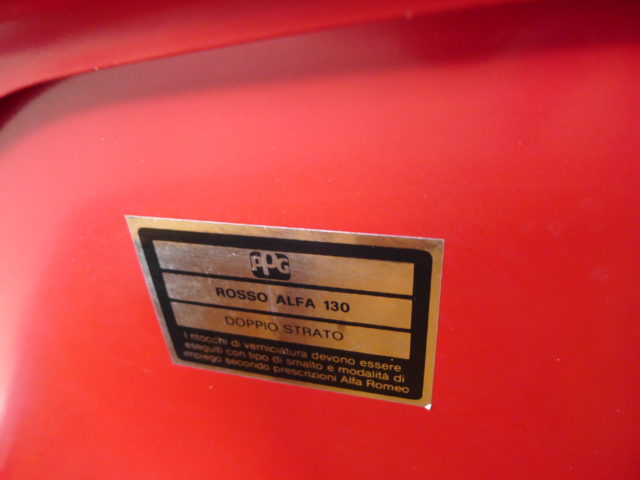 PPG
ROSSO ALFA 130
DOPPIO STRATO
I ritocchi di verniciatura devono essere
eseguiti con tipo di smalto e modalità di
impiego secondo prescrizioni Alfa Romeo